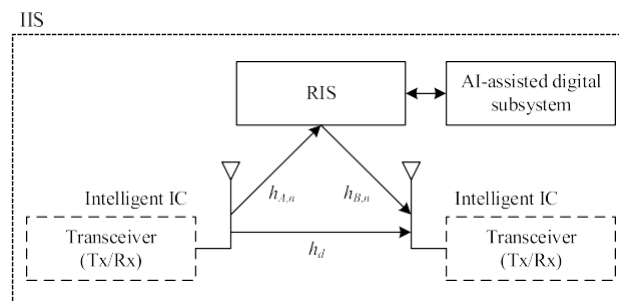 IIS
RIS
AI-assisted digital
subsystem
h_{A,n}
h_{B,n}
Intelligent IC
Intelligent IC
Transceiver
(Tx/Rx)
h_d
Transceiver
(Tx/Rx)